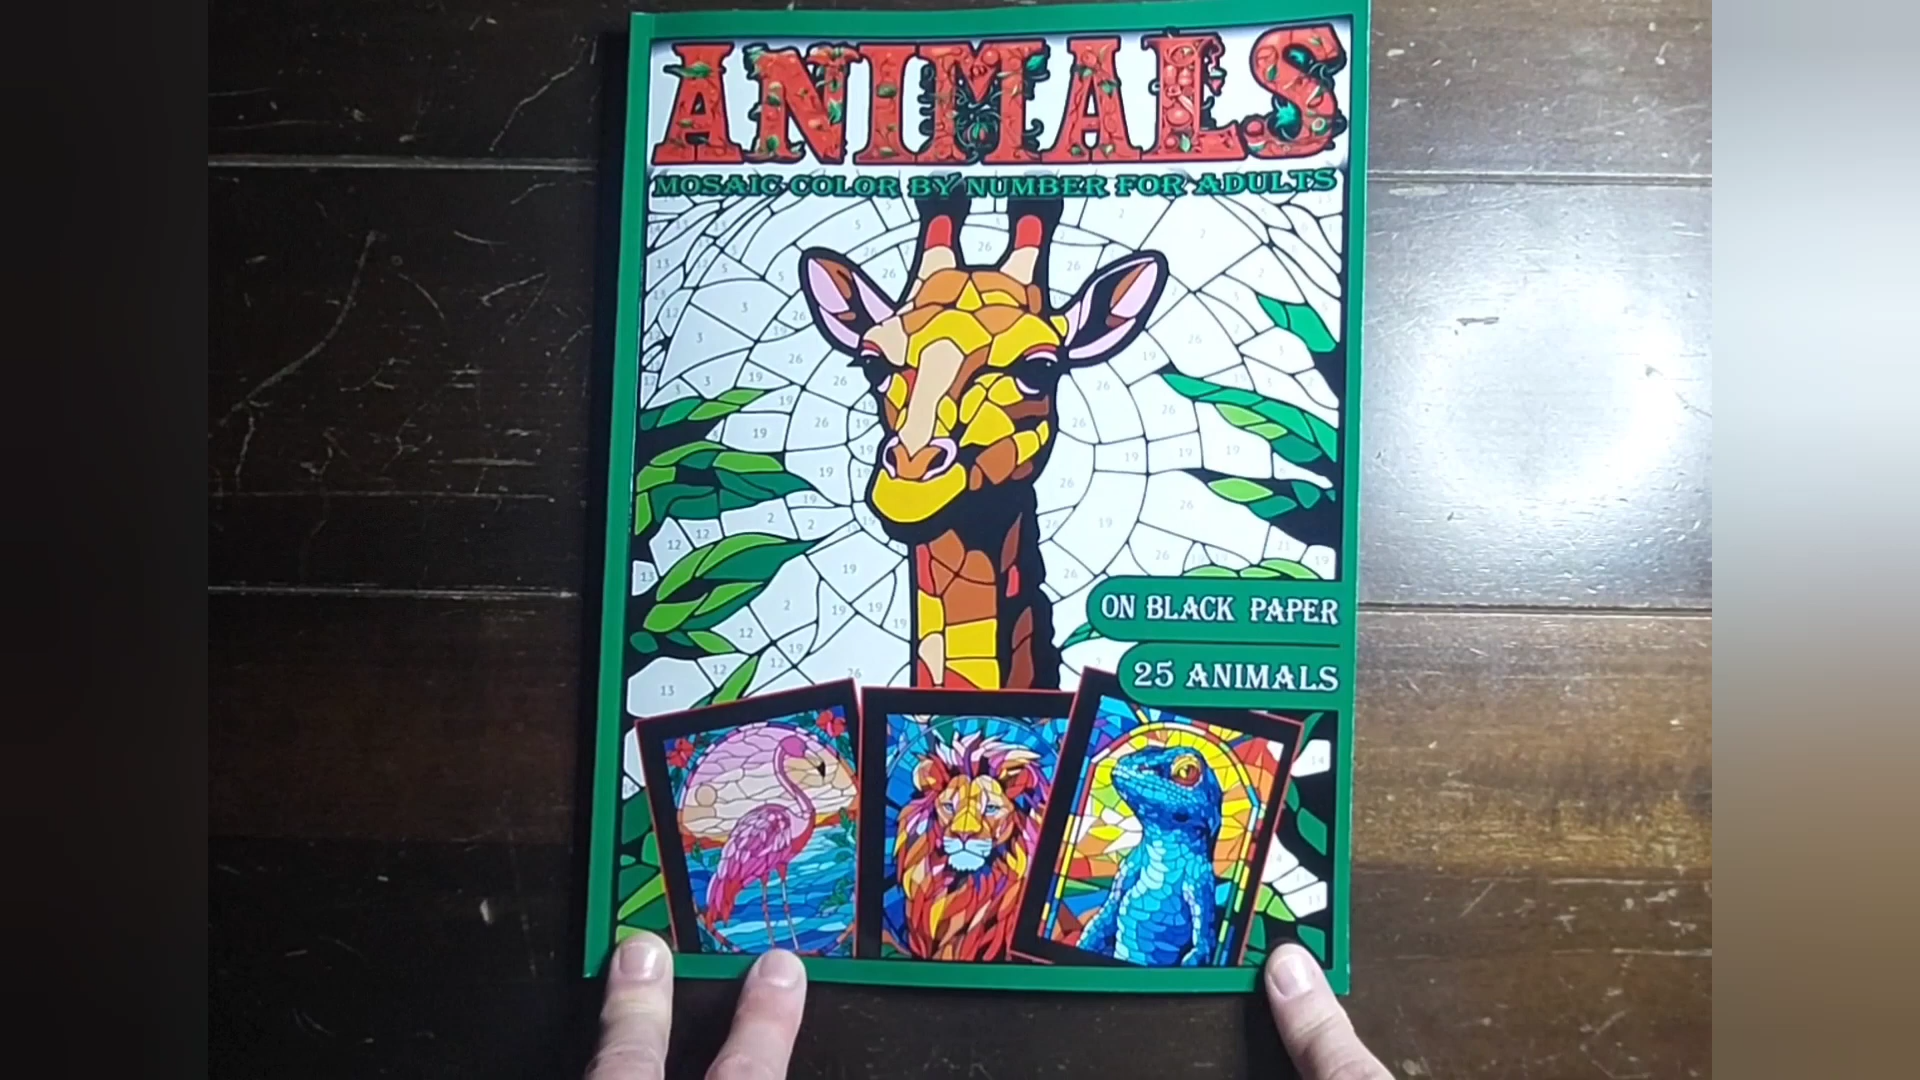 ANIMALS
MOSAIC COLOR BY NUMBER FOR ADULTS
ON BLACK PAPER
25 ANIMALS